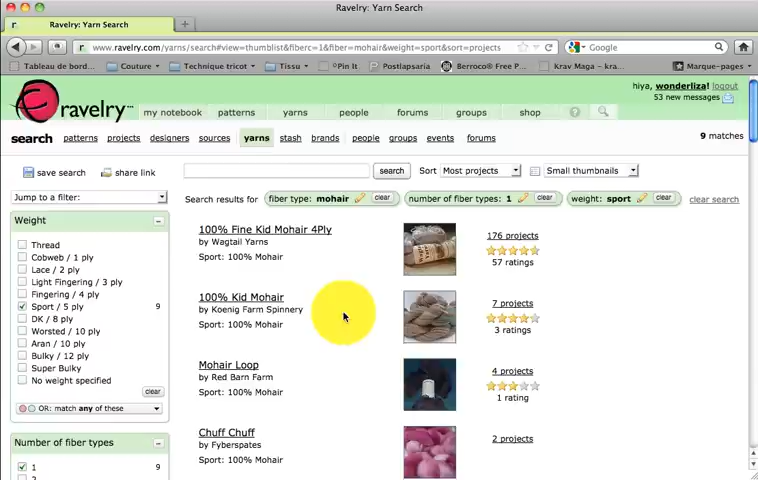 Ravelry: Yarn Search
Ravelry: Yarn Search
www.ravelry.com/yarns/search#view=thumblist&fiberc=1&fiber=mohair&weight=sport&sort=projects
Google
Tableau de bord... Couture Technique tricot Tissu ºPin It Postlapsaria Berroco® Free P... Krav Maga – kra... Marque-pages
hiya, wonderliza! logout
53 new messages
ravelry™
my notebook patterns yarns people forums groups shop ?
search patterns projects designers sources yarns stash brands people groups events forums 9 matches
save search share link search Sort Most projects Small thumbnails
Jump to a filter:
Search results for fiber type: mohair clear number of fiber types: 1 clear weight: sport clear clear search
Weight
Thread
Cobweb / 1 ply
Lace / 2 ply
Light Fingering / 3 ply
Fingering / 4 ply
Sport / 5 ply 9
DK / 8 ply
Worsted / 10 ply
Aran / 10 ply
Bulky / 12 ply
Super Bulky
No weight specified
clear
OR: match any of these
Number of fiber types
1 9
100% Fine Kid Mohair 4Ply
by Wagtail Yarns
Sport: 100% Mohair
176 projects
57 ratings
100% Kid Mohair
by Koenig Farm Spinnery
Sport: 100% Mohair
7 projects
3 ratings
Mohair Loop
by Red Barn Farm
Sport: 100% Mohair
4 projects
1 rating
Chuff Chuff
by Fyberspates
Sport: 100% Mohair
2 projects